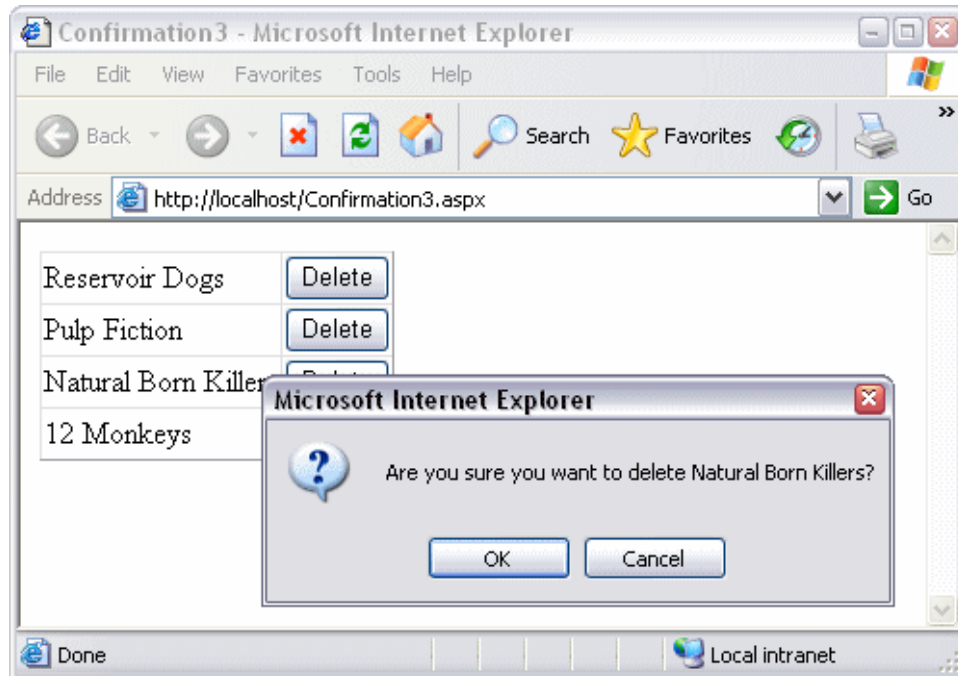 Confirmation3 - Microsoft Internet Explorer
File Edit View Favorites Tools Help
Back Search Favorites »
Address http://localhost/Confirmation3.aspx Go
Reservoir Dogs Delete
Pulp Fiction Delete
Natural Born Killer
12 Monkeys
Microsoft Internet Explorer
Are you sure you want to delete Natural Born Killers?
OK Cancel
Done Local intranet